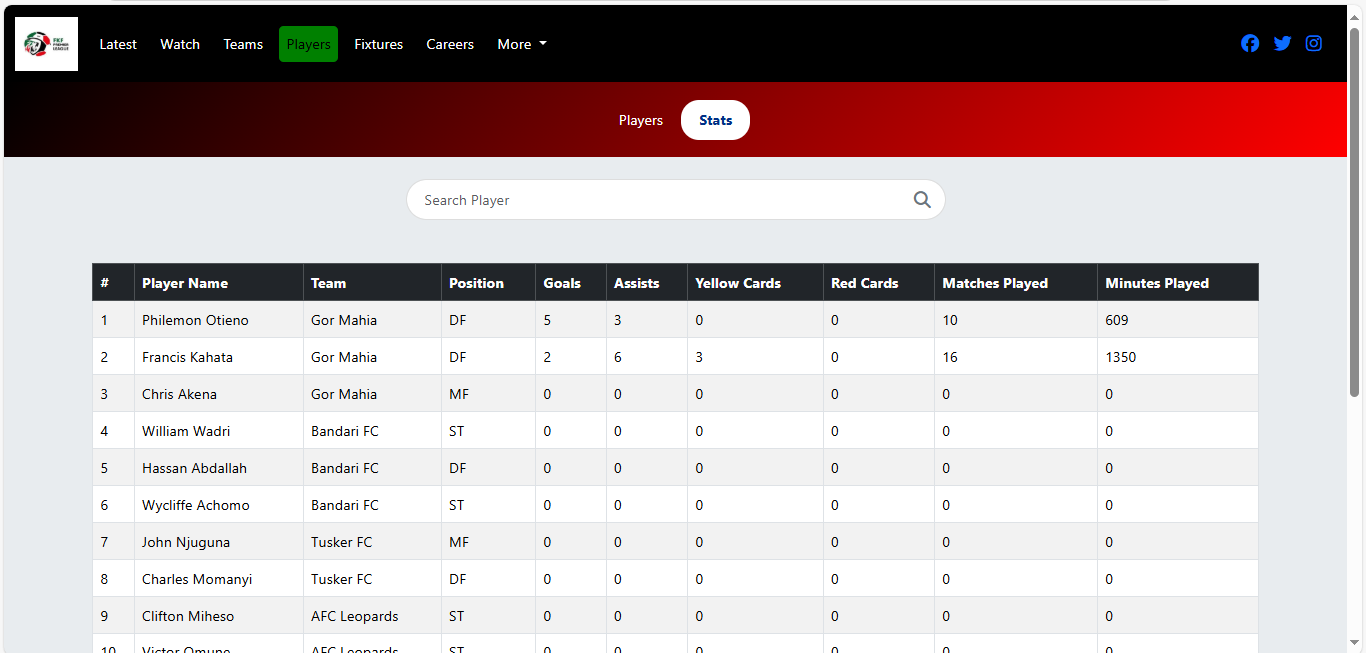 FKF PREMIER LEAGUE
Latest Watch Teams Players Fixtures Careers More
Players Stats
Search Player
# Player Name Team Position Goals Assists Yellow Cards Red Cards Matches Played Minutes Played
1 Philemon Otieno Gor Mahia DF 5 3 0 0 10 609
2 Francis Kahata Gor Mahia DF 2 6 3 0 16 1350
3 Chris Akena Gor Mahia MF 0 0 0 0 0 0
4 William Wadri Bandari FC ST 0 0 0 0 0 0
5 Hassan Abdallah Bandari FC DF 0 0 0 0 0 0
6 Wycliffe Achomo Bandari FC ST 0 0 0 0 0 0
7 John Njuguna Tusker FC MF 0 0 0 0 0 0
8 Charles Momanyi Tusker FC DF 0 0 0 0 0 0
9 Clifton Miheso AFC Leopards ST 0 0 0 0 0 0
10 Victor Omune AFC Leopards ST 0 0 0 0 0 0